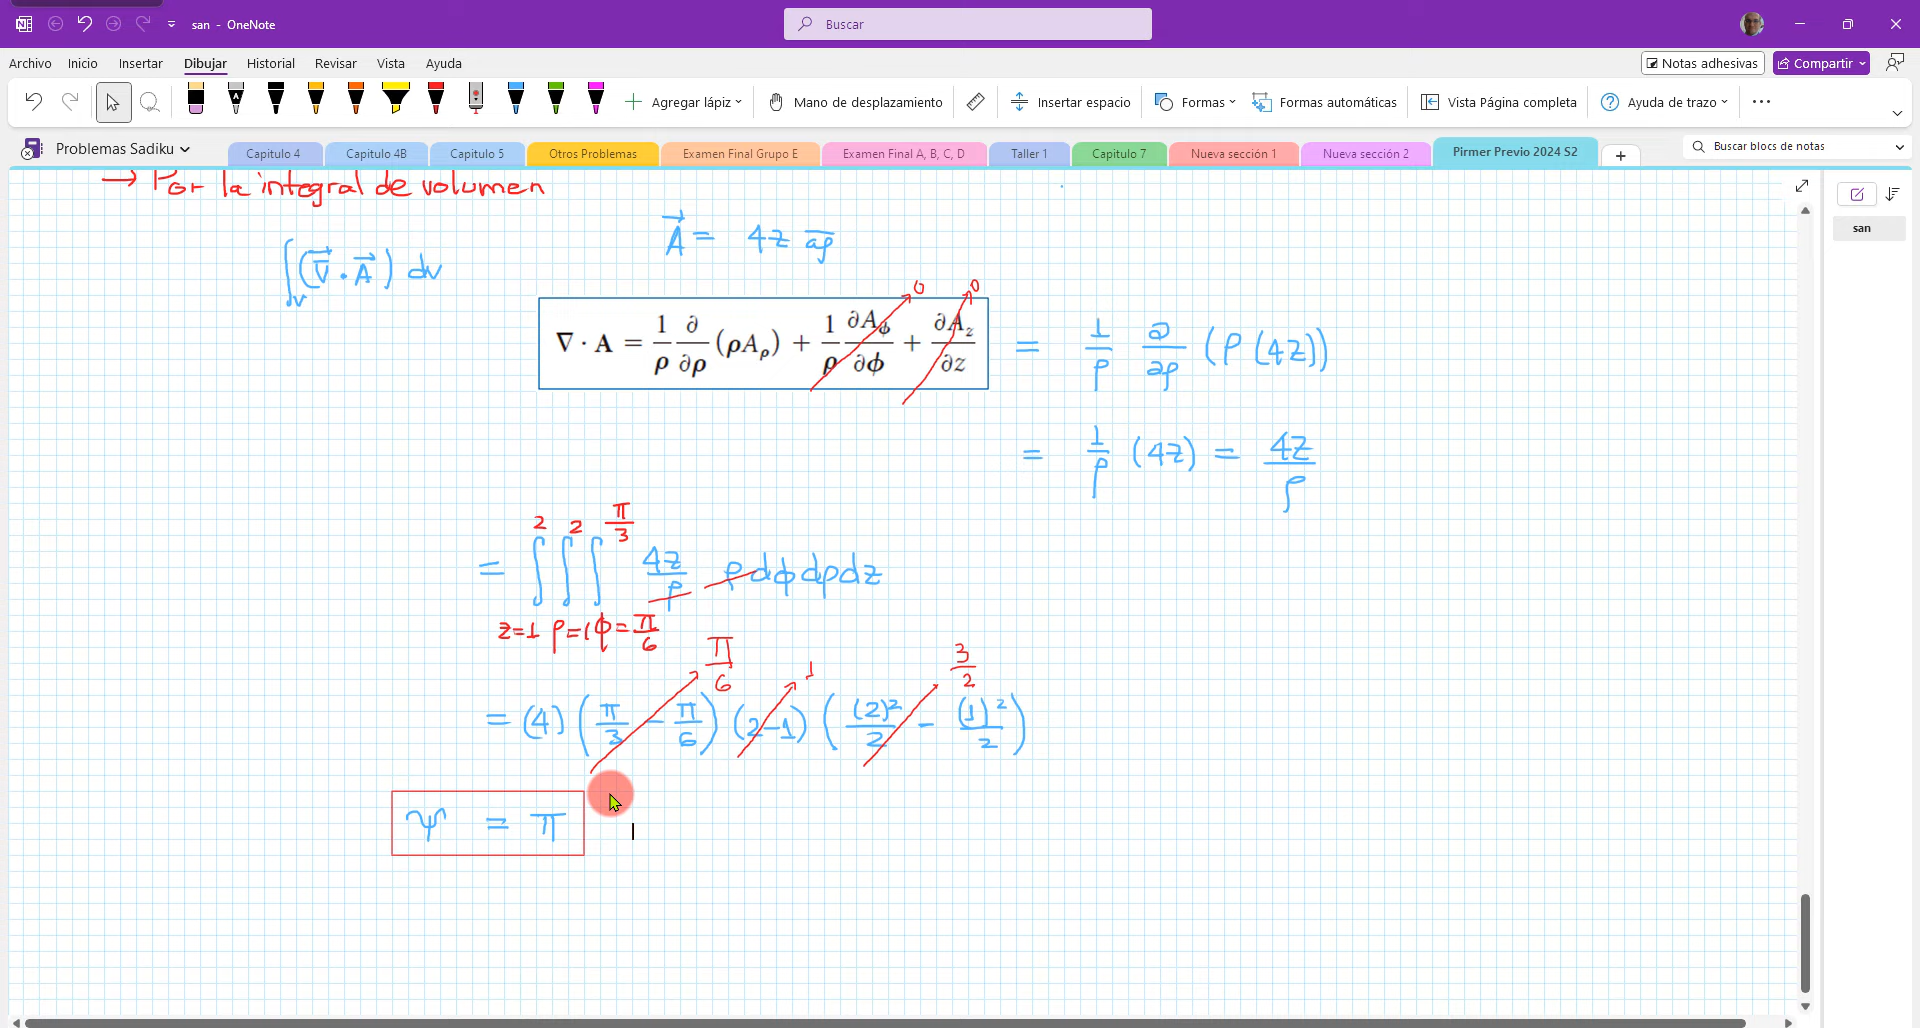 san - OneNote
Buscar
Archivo Inicio Insertar Dibujar Historial Revisar Vista Ayuda
Notas adhesivas Compartir
Agregar lápiz Mano de desplazamiento Insertar espacio Formas Formas automáticas Vista Página completa Ayuda de trazo
Problemas Sadiku Capitulo 4 Capitulo 4B Capitulo 5 Otros Problemas Examen Final Grupo E Examen Final A, B, C, D Taller 1 Capitulo 7 Nueva sección 1 Nueva sección 2 Pirmer Previo 2024 S2 + Buscar blocs de notas
san
→ Por la integral de volumen
A⃗ = 4z a̅ρ
∫v (∇⃗ · A⃗) dv
∇ · A = 1/ρ ∂/∂ρ (ρAρ) + 1/ρ ∂Aϕ/∂ϕ + ∂Az/∂z = 1/ρ ∂/∂ρ (ρ (4z))
0 0
= 1/ρ (4z) = 4z/ρ
2 2 π/3
= ∫∫∫ 4z/ρ ρ dϕ dρ dz
z=1 ρ=1 ϕ=π/6
π/6 1 3/2
= (4) (π/3 − π/6) (2−1) ((2)²/2 − (1)²/2)
ψ = π